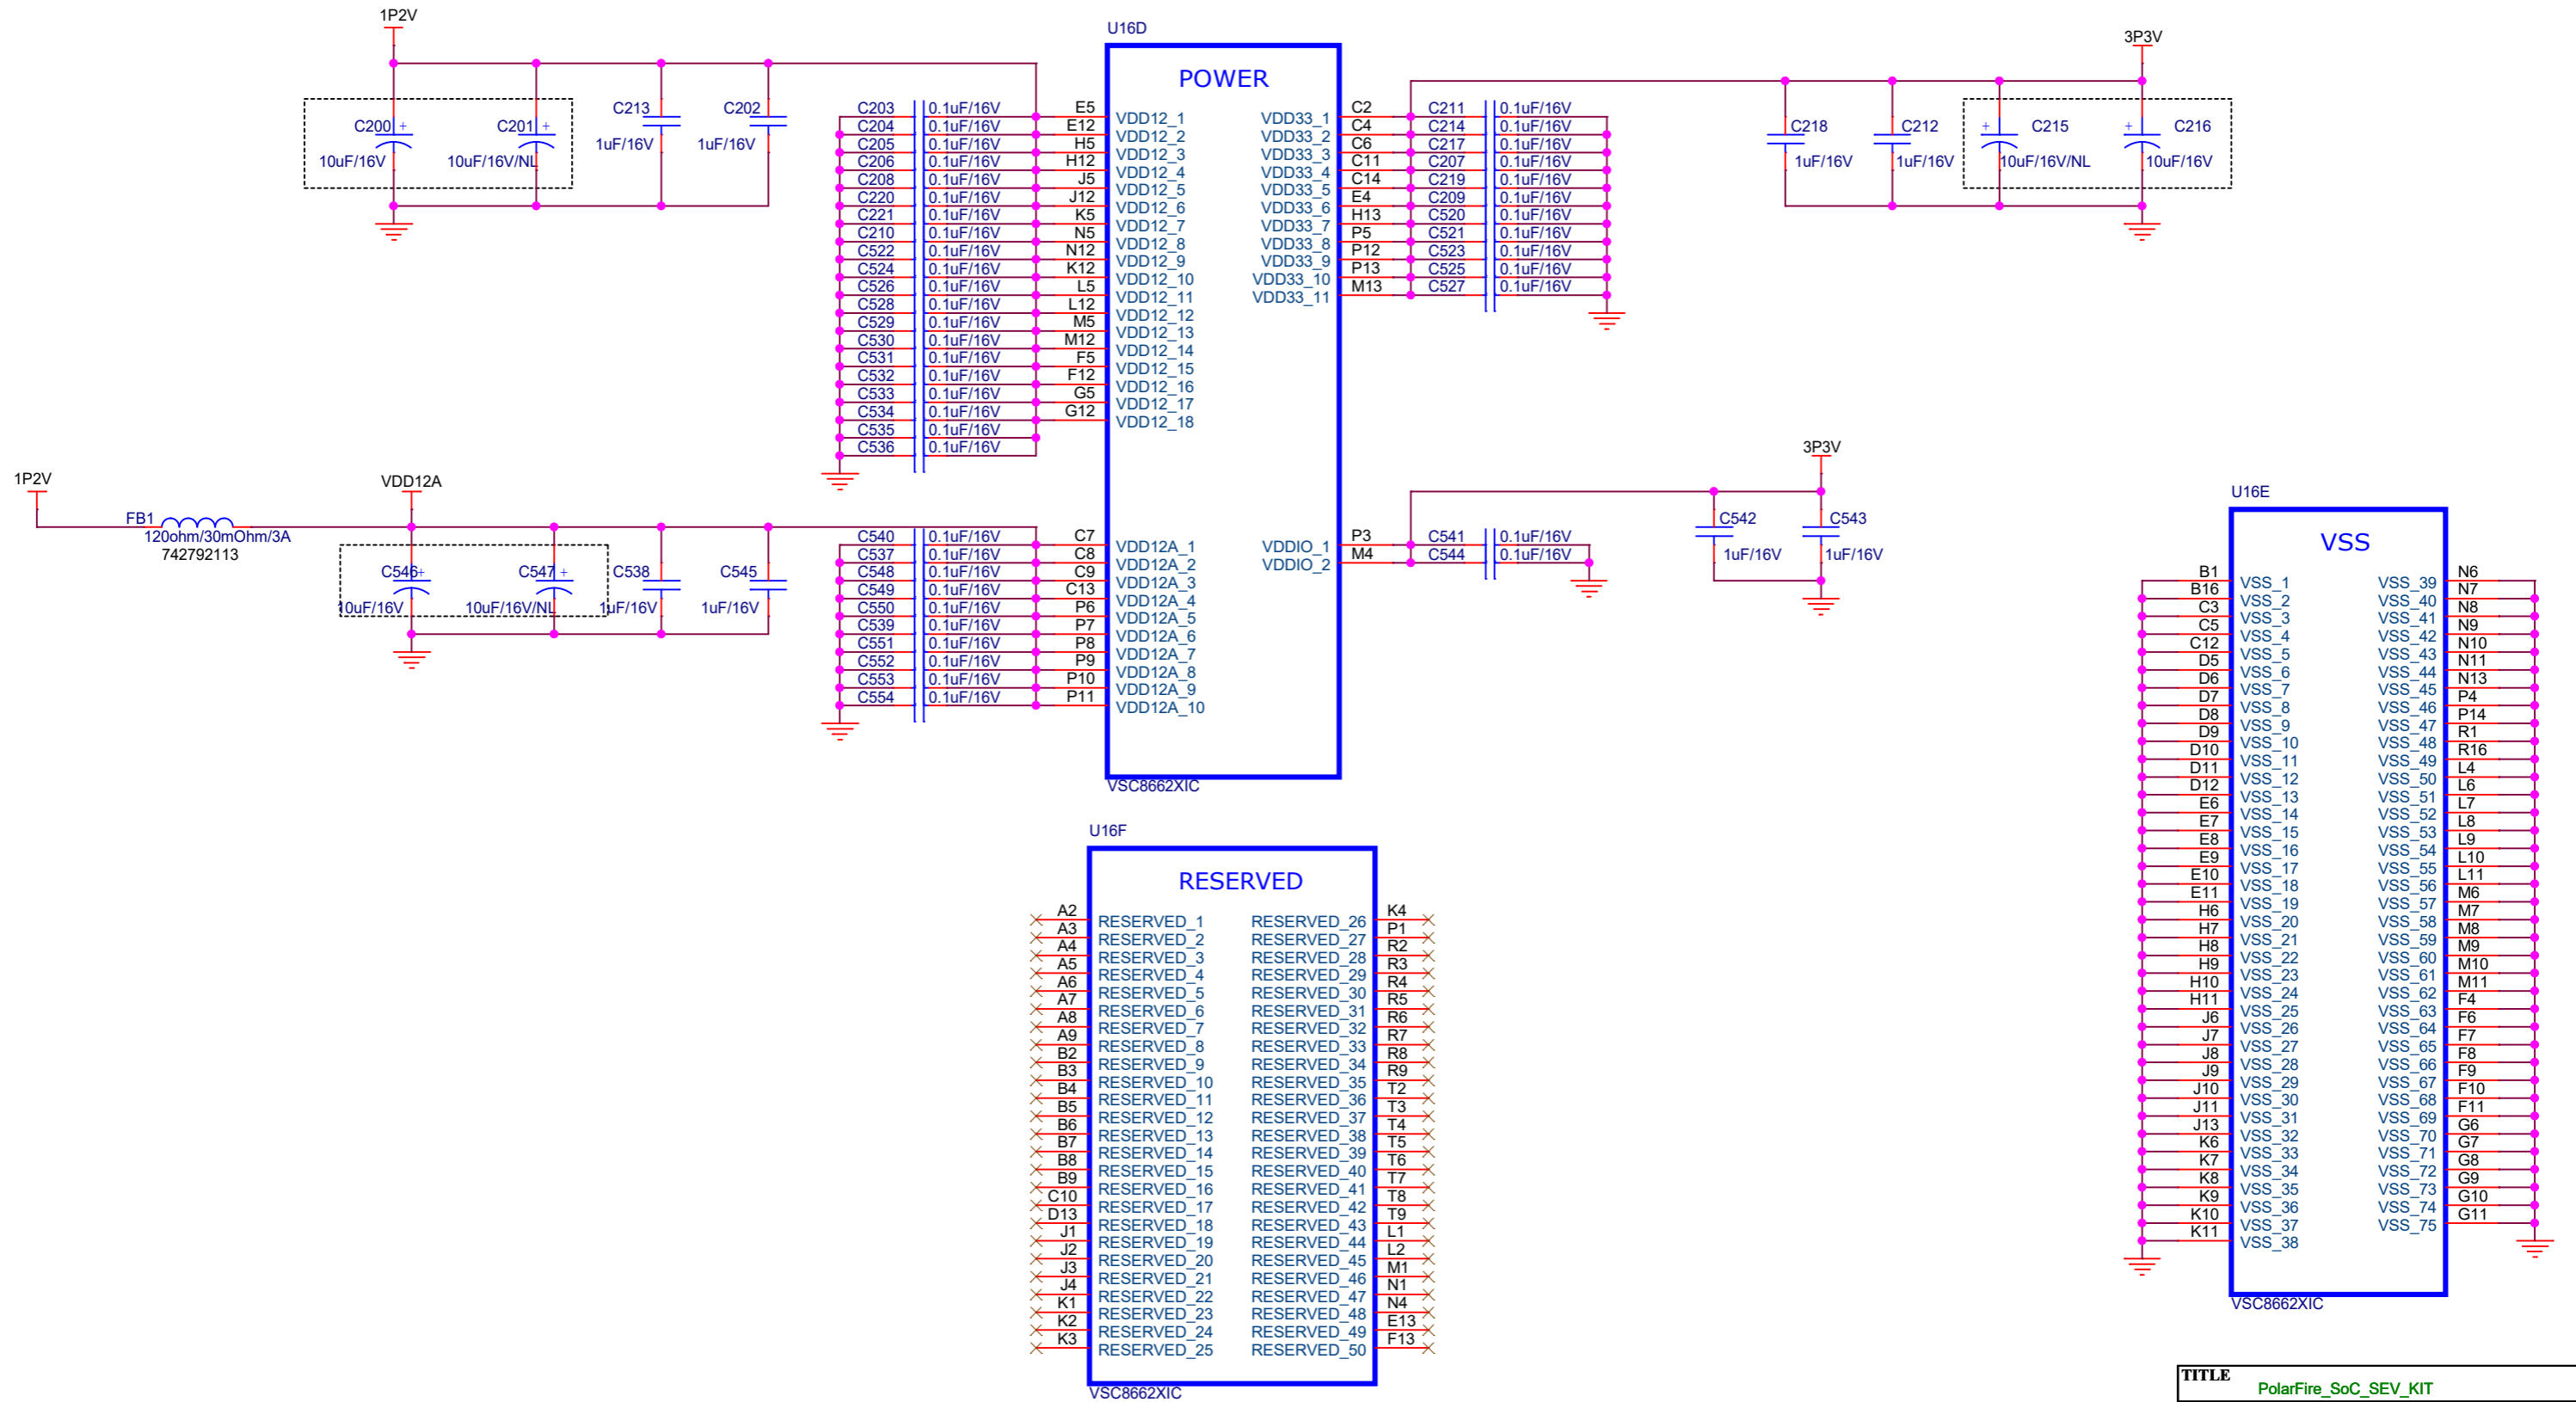 1P2V
C200 +
10uF/16V
C201 +
10uF/16V/NL
C213
1uF/16V
C202
1uF/16V
U16D
POWER
C203 0.1uF/16V E5 VDD12_1
C204 0.1uF/16V E12 VDD12_2
C205 0.1uF/16V H5 VDD12_3
C206 0.1uF/16V H12 VDD12_4
C208 0.1uF/16V J5 VDD12_5
C220 0.1uF/16V J12 VDD12_6
C221 0.1uF/16V K5 VDD12_7
C210 0.1uF/16V N5 VDD12_8
C522 0.1uF/16V N12 VDD12_9
C524 0.1uF/16V K12 VDD12_10
C526 0.1uF/16V L5 VDD12_11
C528 0.1uF/16V L12 VDD12_12
C529 0.1uF/16V M5 VDD12_13
C530 0.1uF/16V M12 VDD12_14
C531 0.1uF/16V F5 VDD12_15
C532 0.1uF/16V F12 VDD12_16
C533 0.1uF/16V G5 VDD12_17
C534 0.1uF/16V G12 VDD12_18
C535 0.1uF/16V
C536 0.1uF/16V
VDD33_1 C2 C211 0.1uF/16V
VDD33_2 C4 C214 0.1uF/16V
VDD33_3 C6 C217 0.1uF/16V
VDD33_4 C11 C207 0.1uF/16V
VDD33_5 C14 C219 0.1uF/16V
VDD33_6 E4 C209 0.1uF/16V
VDD33_7 H13 C520 0.1uF/16V
VDD33_8 P5 C521 0.1uF/16V
VDD33_9 P12 C523 0.1uF/16V
VDD33_10 P13 C525 0.1uF/16V
VDD33_11 M13 C527 0.1uF/16V
3P3V
C218
1uF/16V
C212
1uF/16V
+ C215
10uF/16V/NL
+ C216
10uF/16V
1P2V
FB1
120ohm/30mOhm/3A
742792113
VDD12A
C546+
10uF/16V
C547 +
10uF/16V/NL
C538
1uF/16V
C545
1uF/16V
C540 0.1uF/16V C7 VDD12A_1
C537 0.1uF/16V C8 VDD12A_2
C548 0.1uF/16V C9 VDD12A_3
C549 0.1uF/16V C13 VDD12A_4
C550 0.1uF/16V P6 VDD12A_5
C539 0.1uF/16V P7 VDD12A_6
C551 0.1uF/16V P8 VDD12A_7
C552 0.1uF/16V P9 VDD12A_8
C553 0.1uF/16V P10 VDD12A_9
C554 0.1uF/16V P11 VDD12A_10
VDDIO_1 P3 C541 0.1uF/16V
VDDIO_2 M4 C544 0.1uF/16V
3P3V
C542
1uF/16V
C543
1uF/16V
VSC8662XIC
U16F
RESERVED
A2 RESERVED_1 RESERVED_26 K4
A3 RESERVED_2 RESERVED_27 P1
A4 RESERVED_3 RESERVED_28 R2
A5 RESERVED_4 RESERVED_29 R3
A6 RESERVED_5 RESERVED_30 R4
A7 RESERVED_6 RESERVED_31 R5
A8 RESERVED_7 RESERVED_32 R6
A9 RESERVED_8 RESERVED_33 R7
B2 RESERVED_9 RESERVED_34 R8
B3 RESERVED_10 RESERVED_35 R9
B4 RESERVED_11 RESERVED_36 T2
B5 RESERVED_12 RESERVED_37 T3
B6 RESERVED_13 RESERVED_38 T4
B7 RESERVED_14 RESERVED_39 T5
B8 RESERVED_15 RESERVED_40 T6
B9 RESERVED_16 RESERVED_41 T7
C10 RESERVED_17 RESERVED_42 T8
D13 RESERVED_18 RESERVED_43 T9
J1 RESERVED_19 RESERVED_44 L1
J2 RESERVED_20 RESERVED_45 L2
J3 RESERVED_21 RESERVED_46 M1
J4 RESERVED_22 RESERVED_47 N1
K1 RESERVED_23 RESERVED_48 N4
K2 RESERVED_24 RESERVED_49 E13
K3 RESERVED_25 RESERVED_50 F13
VSC8662XIC
U16E
VSS
B1 VSS_1 VSS_39 N6
B16 VSS_2 VSS_40 N7
C3 VSS_3 VSS_41 N8
C5 VSS_4 VSS_42 N9
C12 VSS_5 VSS_43 N10
D5 VSS_6 VSS_44 N11
D6 VSS_7 VSS_45 N13
D7 VSS_8 VSS_46 P4
D8 VSS_9 VSS_47 P14
D9 VSS_10 VSS_48 R1
D10 VSS_11 VSS_49 R16
D11 VSS_12 VSS_50 L4
D12 VSS_13 VSS_51 L6
E6 VSS_14 VSS_52 L7
E7 VSS_15 VSS_53 L8
E8 VSS_16 VSS_54 L9
E9 VSS_17 VSS_55 L10
E10 VSS_18 VSS_56 L11
E11 VSS_19 VSS_57 M6
H6 VSS_20 VSS_58 M7
H7 VSS_21 VSS_59 M8
H8 VSS_22 VSS_60 M9
H9 VSS_23 VSS_61 M10
H10 VSS_24 VSS_62 M11
H11 VSS_25 VSS_63 F4
J6 VSS_26 VSS_64 F6
J7 VSS_27 VSS_65 F7
J8 VSS_28 VSS_66 F8
J9 VSS_29 VSS_67 F9
J10 VSS_30 VSS_68 F10
J11 VSS_31 VSS_69 F11
J13 VSS_32 VSS_70 G6
K6 VSS_33 VSS_71 G7
K7 VSS_34 VSS_72 G8
K8 VSS_35 VSS_73 G9
K9 VSS_36 VSS_74 G10
K10 VSS_37 VSS_75 G11
K11 VSS_38
VSC8662XIC
TITLE
PolarFire_SoC_SEV_KIT